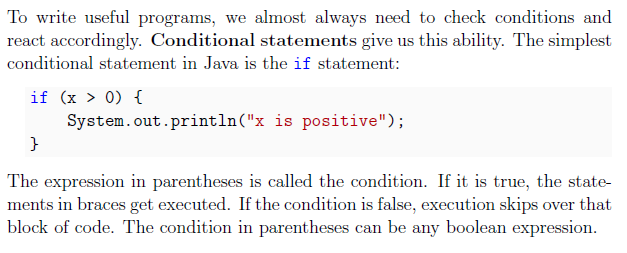 To write useful programs, we almost always need to check conditions and
react accordingly. Conditional statements give us this ability. The simplest
conditional statement in Java is the if statement:
if (x > 0) {
    System.out.println("x is positive");
}
The expression in parentheses is called the condition. If it is true, the state-
ments in braces get executed. If the condition is false, execution skips over that
block of code. The condition in parentheses can be any boolean expression.